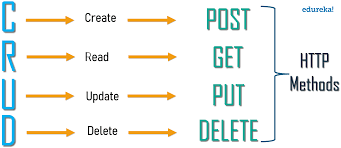 edureka!
C Create POST
R Read GET
U Update PUT
D Delete DELETE
HTTP
Methods